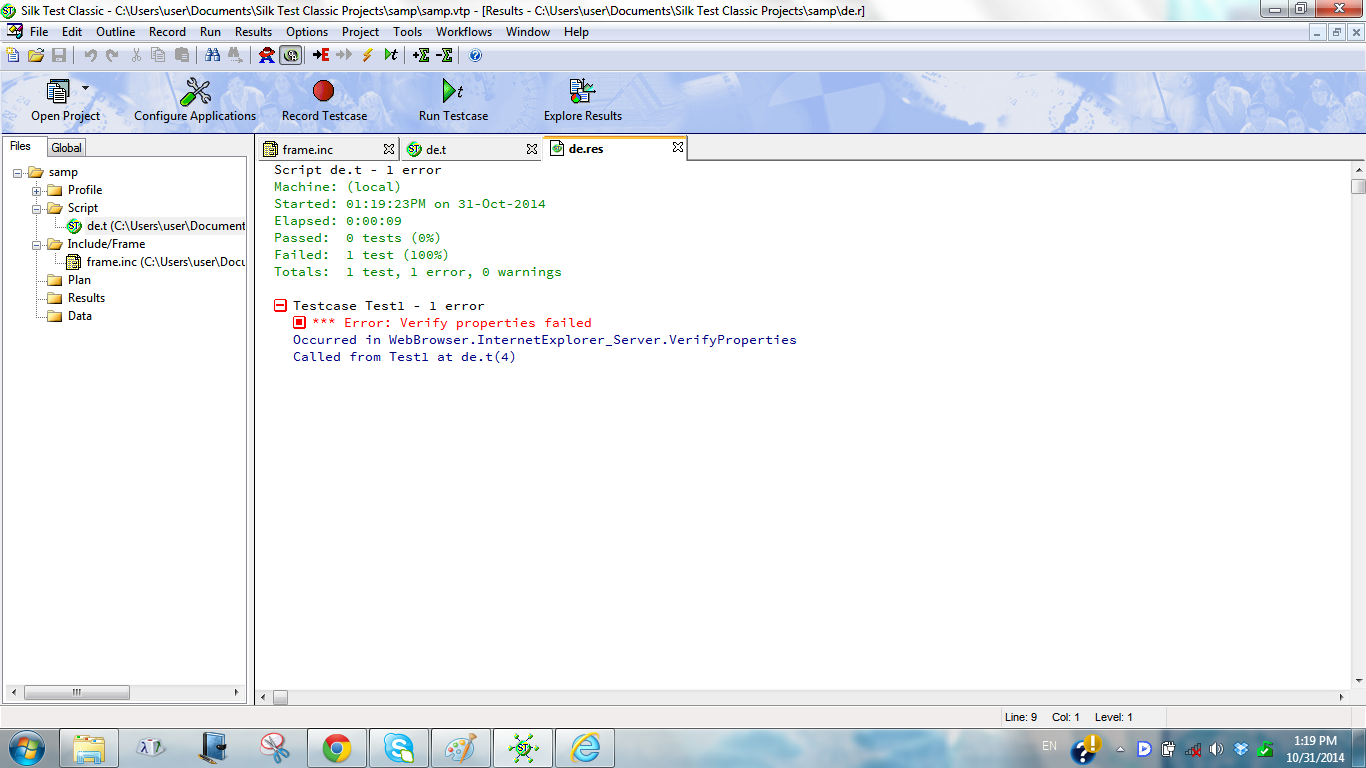 Silk Test Classic - C:\Users\user\Documents\Silk Test Classic Projects\samp\samp.vtp - [Results - C:\Users\user\Documents\Silk Test Classic Projects\samp\de.r]
File Edit Outline Record Run Results Options Project Tools Workflows Window Help
Open Project Configure Applications Record Testcase Run Testcase Explore Results
Files Global
samp
Profile
Script
de.t (C:\Users\user\Document
Include/Frame
frame.inc (C:\Users\user\Docu
Plan
Results
Data
frame.inc de.t de.res
Script de.t - 1 error
Machine: (local)
Started: 01:19:23PM on 31-Oct-2014
Elapsed: 0:00:09
Passed: 0 tests (0%)
Failed: 1 test (100%)
Totals: 1 test, 1 error, 0 warnings
Testcase Test1 - 1 error
*** Error: Verify properties failed
Occurred in WebBrowser.InternetExplorer_Server.VerifyProperties
Called from Test1 at de.t(4)
Line: 9 Col: 1 Level: 1
EN
1:19 PM
10/31/2014